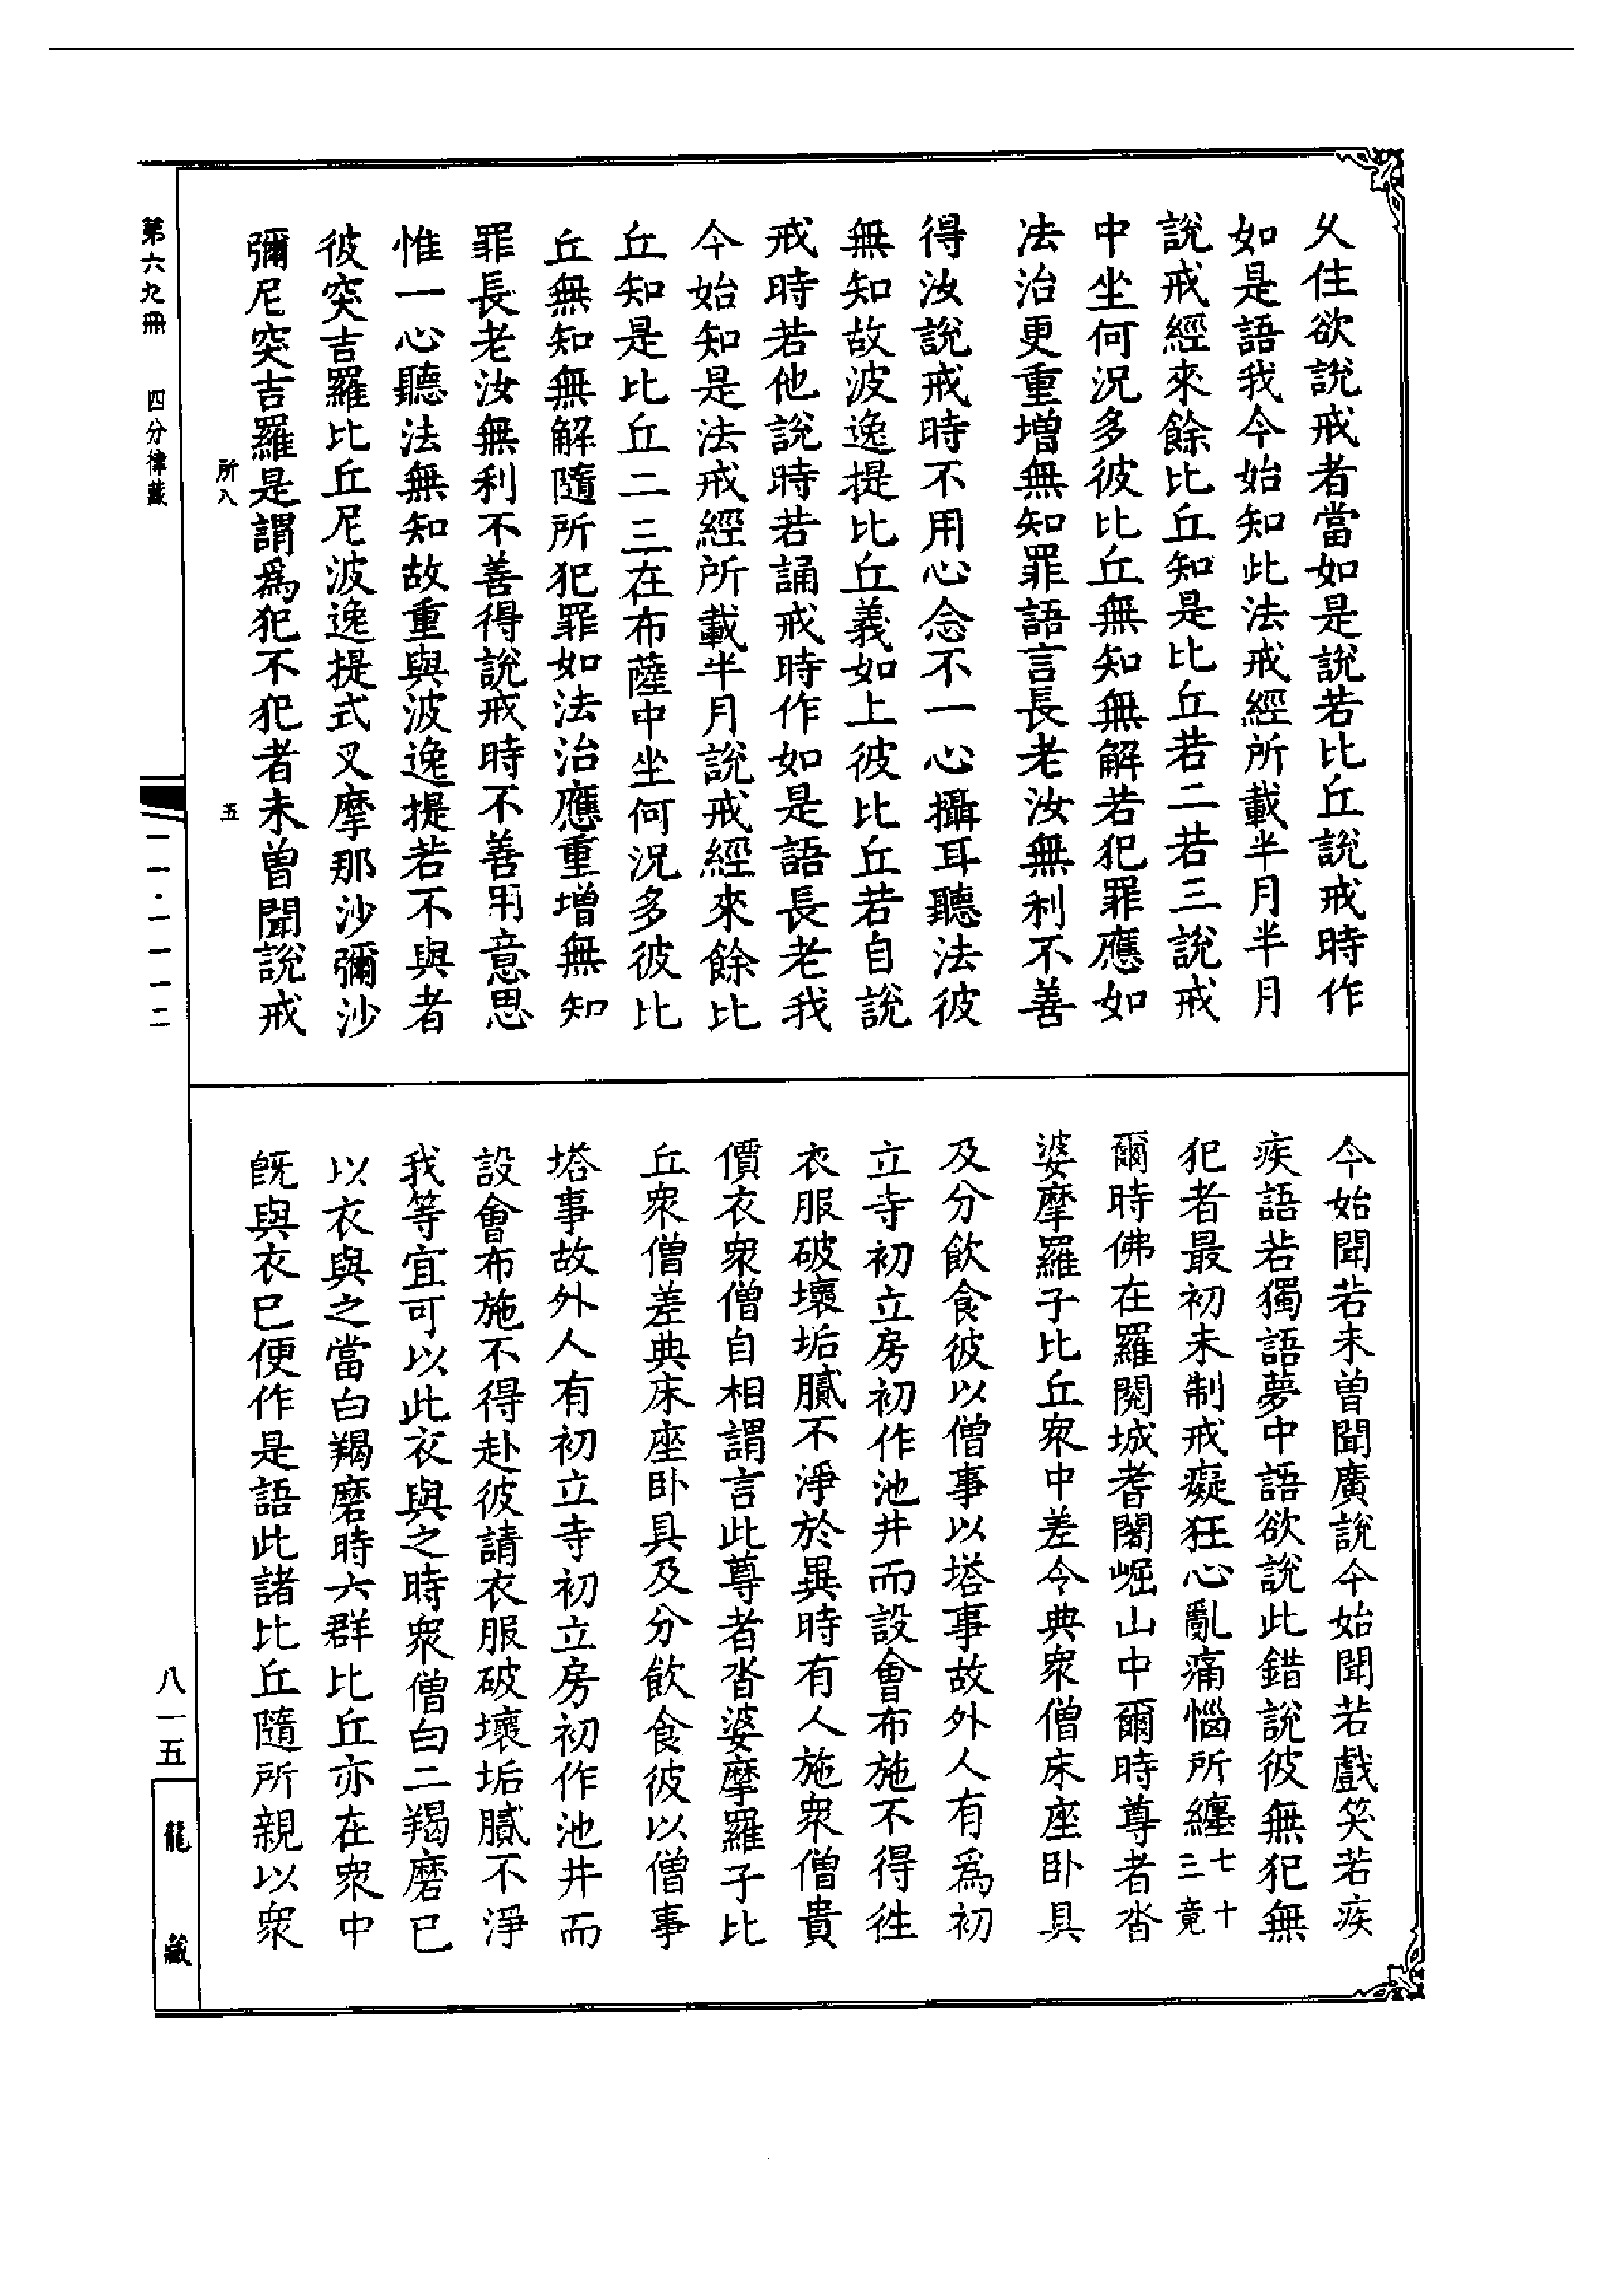 久住欲說戒者當如是說若比丘說戒時作
如是語我今始知此法戒經所載半月半月
說戒經來餘比丘知是比丘若二若三說戒
中坐何況多彼比丘無知無解若犯罪應如
法治更重增無知罪語言長老汝無利不善
得汝說戒時不用心念不一心攝耳聽法彼
無知故波逸提比丘義如上彼比丘若自說
戒時若他說時若誦戒時作如是語長老我
今始知是法戒經所載半月說戒經來餘比
丘知是比丘二三在布薩中坐何況多彼比
丘無知無解隨所犯罪如法治應重增無知
罪長老汝無利不善得說戒時不善用意思
惟一心聽法無知故重與波逸提若不與者
彼突吉羅比丘尼波逸提式叉摩那沙彌沙
彌尼突吉羅是謂為犯不犯者未曾聞說戒
今始聞若未曾聞廣說今始聞若戲笑若疾
疾語若獨語夢中語欲說此錯說彼無犯無
犯者最初未制戒癡狂心亂痛惱所纏七十三竟
爾時佛在羅閱城耆闍崛山中爾時尊者沓
婆摩羅子比丘眾中差令典眾僧床座臥具
及分飲食彼以僧事以塔事故外人有為初
立寺初立房初作池井而設會布施不得徃
衣服破壞垢膩不淨於異時有人施眾僧貴
價衣眾僧自相謂言此尊者沓婆摩羅子比
丘眾僧差典床座臥具及分飲食彼以僧事
塔事故外人有初立寺初立房初作池井而
設會布施不得赴彼請衣服破壞垢膩不淨
我等宜可以此衣與之時眾僧白二羯磨已
以衣與之當白羯磨時六群比丘亦在眾中
既與衣已便作是語此諸比丘隨所親以眾
所八
五
第六九冊
四分律藏
一一·一一一二
八一五
龍藏